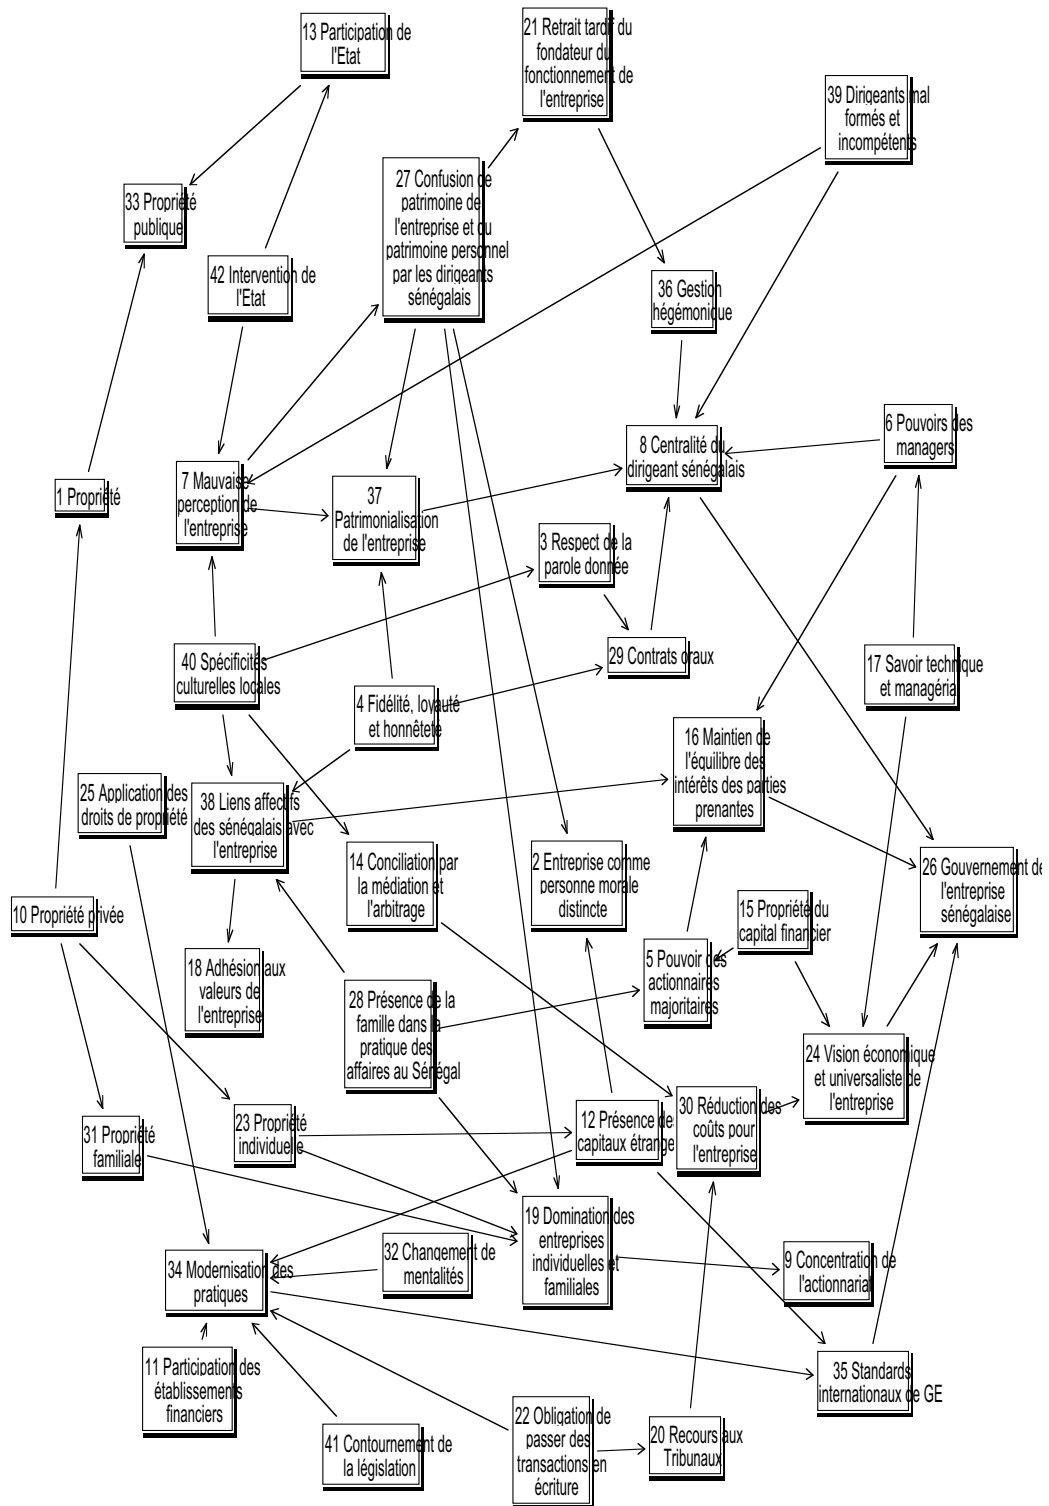 13 Participation de
l'Etat
21 Retrait tardif du
fondateur du
fonctionnement de
l'entreprise
39 Dirigeants mal
formés et
incompétents
27 Confusion de
patrimoine de
l'entreprise et du
patrimoine personnel
par les dirigeants
sénégalais
33 Propriété
publique
42 Intervention de
l'Etat
36 Gestion
hégémonique
6 Pouvoirs des
managers
8 Centralité du
dirigeant sénégalais
7 Mauvaise
perception de
l'entreprise
1 Propriété
37
Patrimonialisation
de l'entreprise
3 Respect de la
parole donnée
40 Spécificités
culturelles locales
29 Contrats oraux
17 Savoir technique
et managéria
4 Fidélité, loyauté
et honnêteté
16 Maintien de
l'équilibre des
intérêts des parties
prenantes
25 Application des
droits de propriété
38 Liens affectifs
des sénégalais avec
l'entreprise
14 Conciliation par
la médiation et
l'arbitrage
2 Entreprise comme
personne morale
distincte
26 Gouvernement de
l'entreprise
sénégalaise
15 Propriété du
capital financier
10 Propriété privée
5 Pouvoir des
actionnaires
majoritaires
18 Adhésion aux
valeurs de
l'entreprise
28 Présence de la
famille dans la
pratique des
affaires au Sénégal
24 Vision économique
et universaliste de
l'entreprise
31 Propriété
familiale
23 Propriété
individuelle
12 Présence de
capitaux étrange
30 Réduction des
coûts pour
l'entreprise
19 Domination des
entreprises
individuelles et
familiales
32 Changement de
mentalités
9 Concentration de
l'actionnariat
34 Modernisation des
pratiques
11 Participation des
établissements
financiers
35 Standards
internationaux de GE
41 Contournement de
la législation
22 Obligation de
passer des
transactions en
écriture
20 Recours aux
Tribunaux